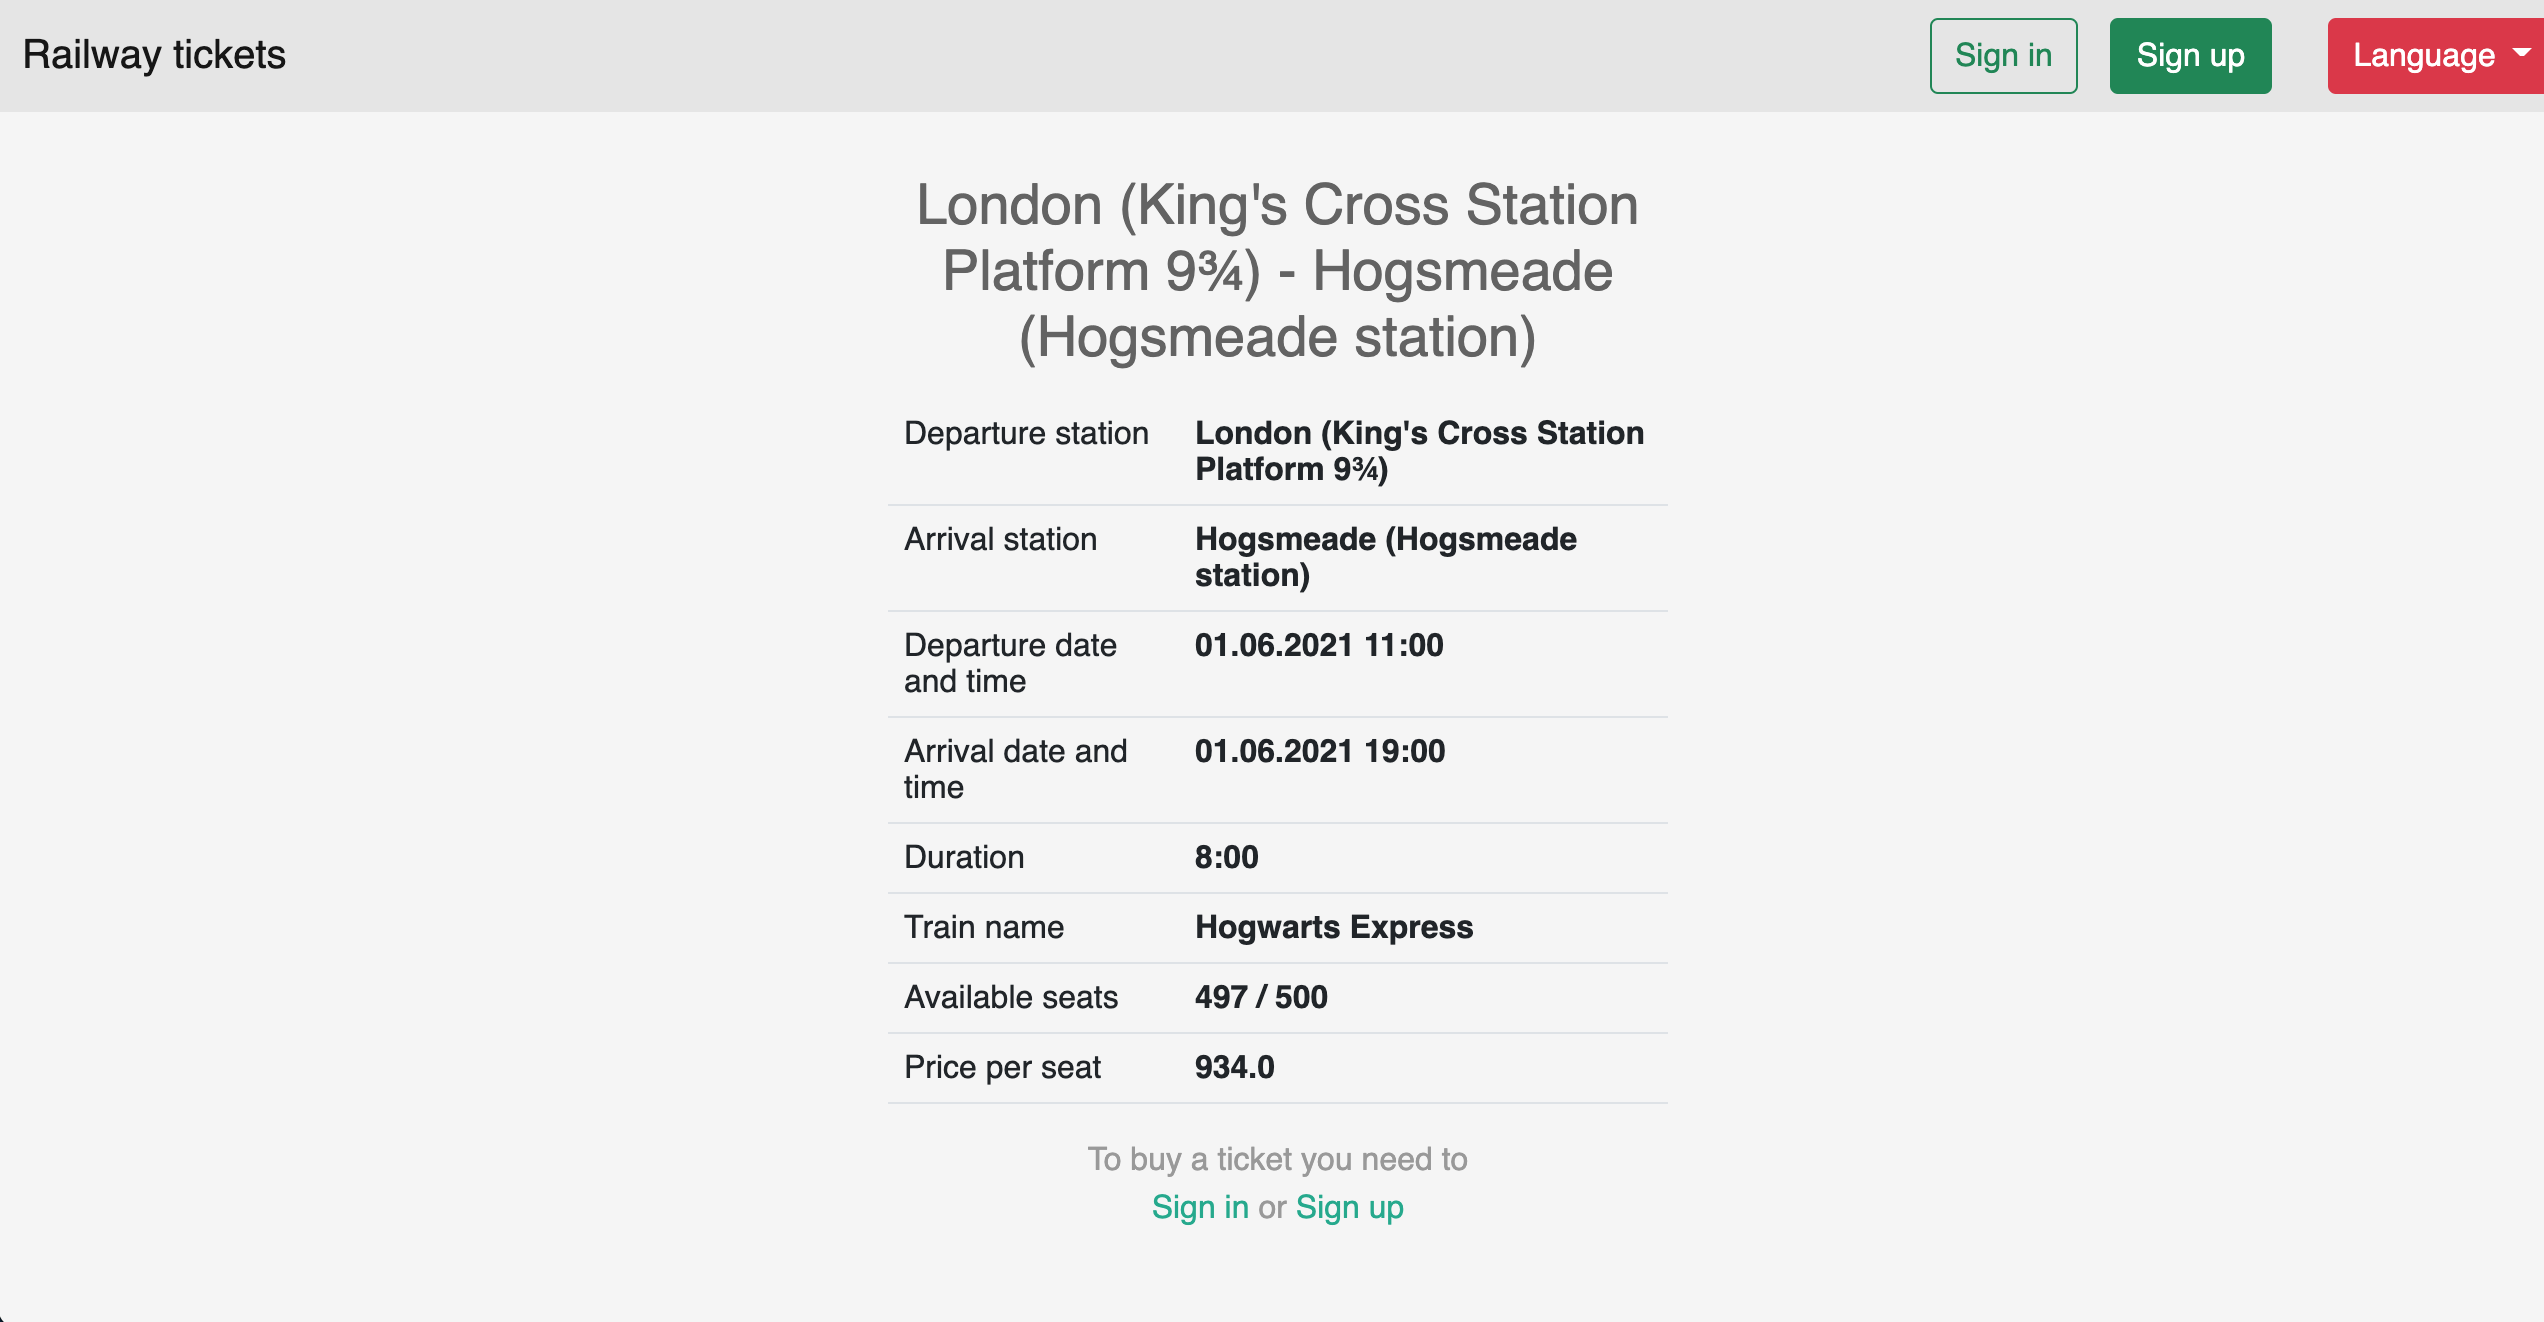 Railway tickets
Sign in
Sign up
Language
London (King's Cross Station
Platform 9¾) - Hogsmeade
(Hogsmeade station)
Departure station
London (King's Cross Station
Platform 9¾)
Arrival station
Hogsmeade (Hogsmeade
station)
Departure date
and time
01.06.2021 11:00
Arrival date and
time
01.06.2021 19:00
Duration
8:00
Train name
Hogwarts Express
Available seats
497 / 500
Price per seat
934.0
To buy a ticket you need to
Sign in or Sign up